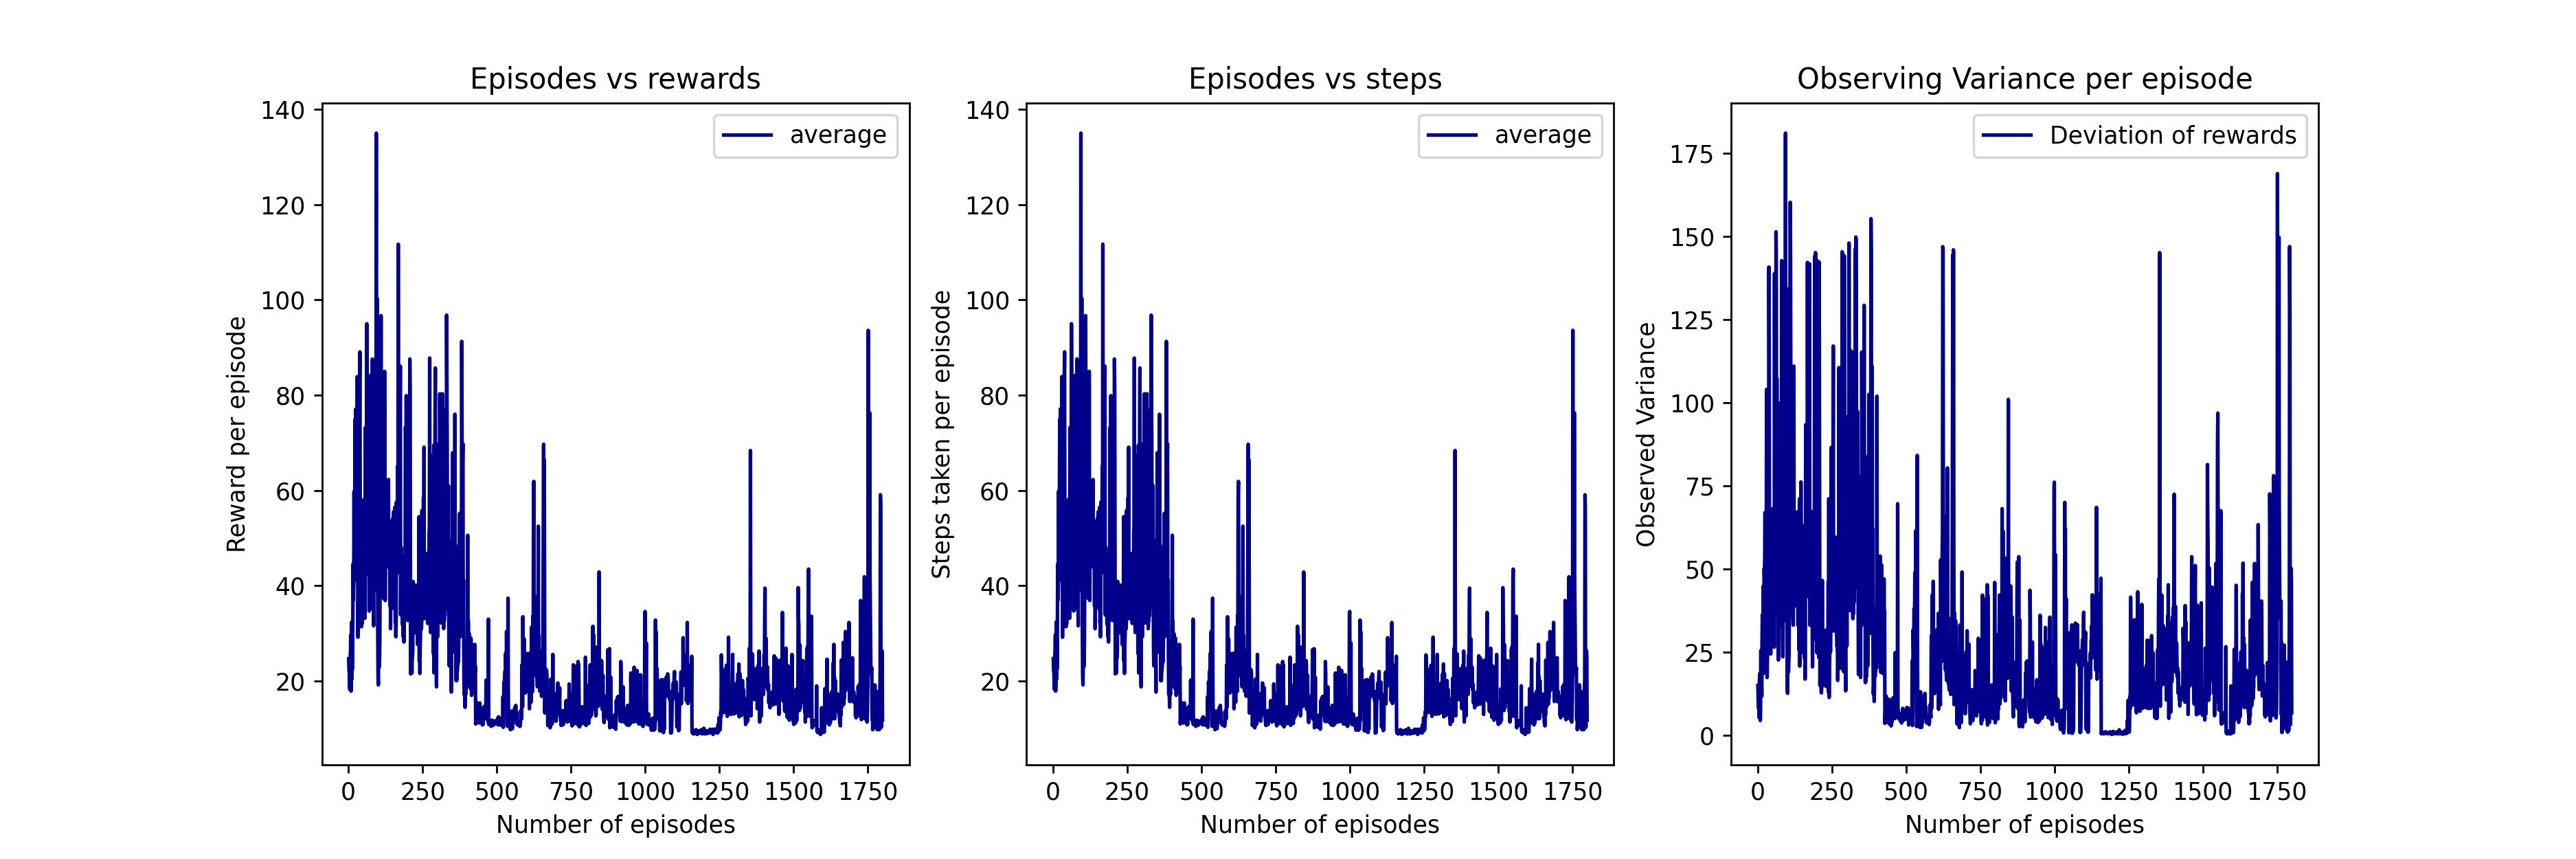 Episodes vs rewards
average
140
120
100
80
60
40
20
Reward per episode
0 250 500 750 1000 1250 1500 1750
Number of episodes
Episodes vs steps
average
140
120
100
80
60
40
20
Steps taken per episode
0 250 500 750 1000 1250 1500 1750
Number of episodes
Observing Variance per episode
Deviation of rewards
175
150
125
100
75
50
25
0
Observed Variance
0 250 500 750 1000 1250 1500 1750
Number of episodes